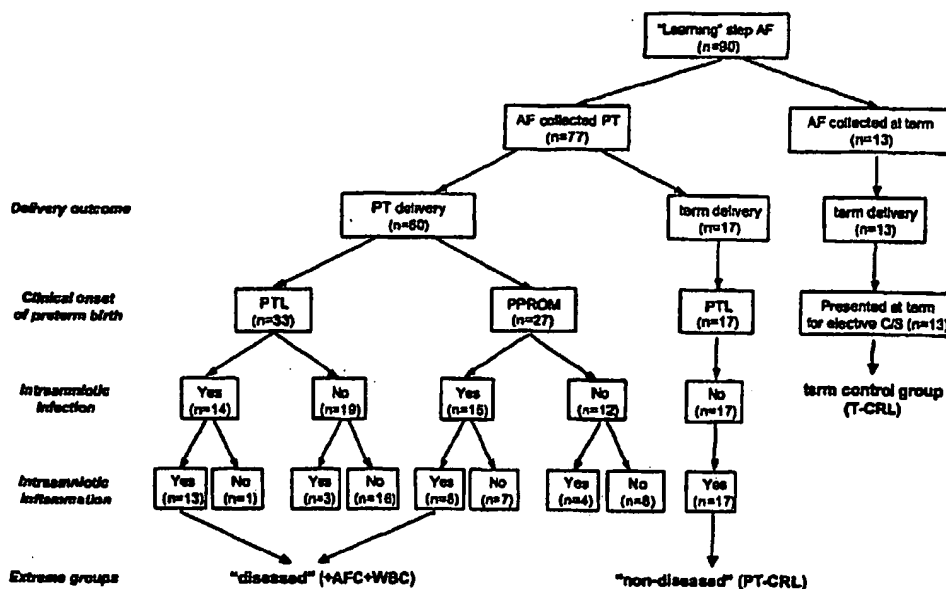 "Learning" step AF
(n=90)
AF collected PT
(n=77)
AF collected at term
(n=13)
Delivery outcome
PT delivery
(n=60)
term delivery
(n=17)
term delivery
(n=13)
Clinical onset
of preterm birth
PTL
(n=33)
PPROM
(n=27)
PTL
(n=17)
Presented at term
for elective C/S (n=13)
Intraamniotic
infection
Yes
(n=14)
No
(n=19)
Yes
(n=15)
No
(n=12)
No
(n=17)
term control group
(T-CRL)
Intraamniotic
inflammation
Yes
(n=13)
No
(n=1)
Yes
(n=3)
No
(n=16)
Yes
(n=8)
No
(n=7)
Yes
(n=4)
No
(n=8)
Yes
(n=17)
Extreme groups
"diseased" (+AFC+WBC)
"non-diseased" (PT-CRL)